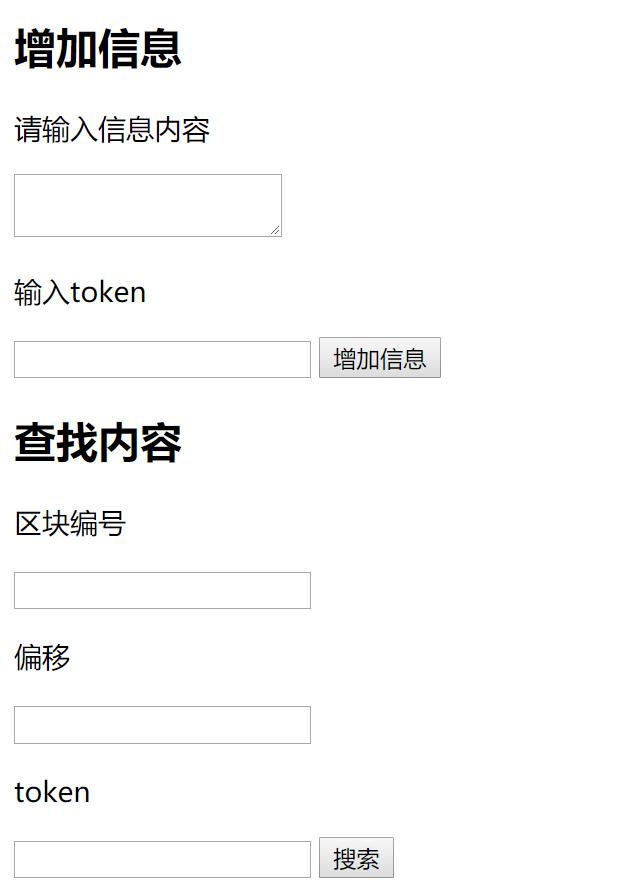 增加信息
请输入信息内容
输入token
增加信息
查找内容
区块编号
偏移
token
搜索